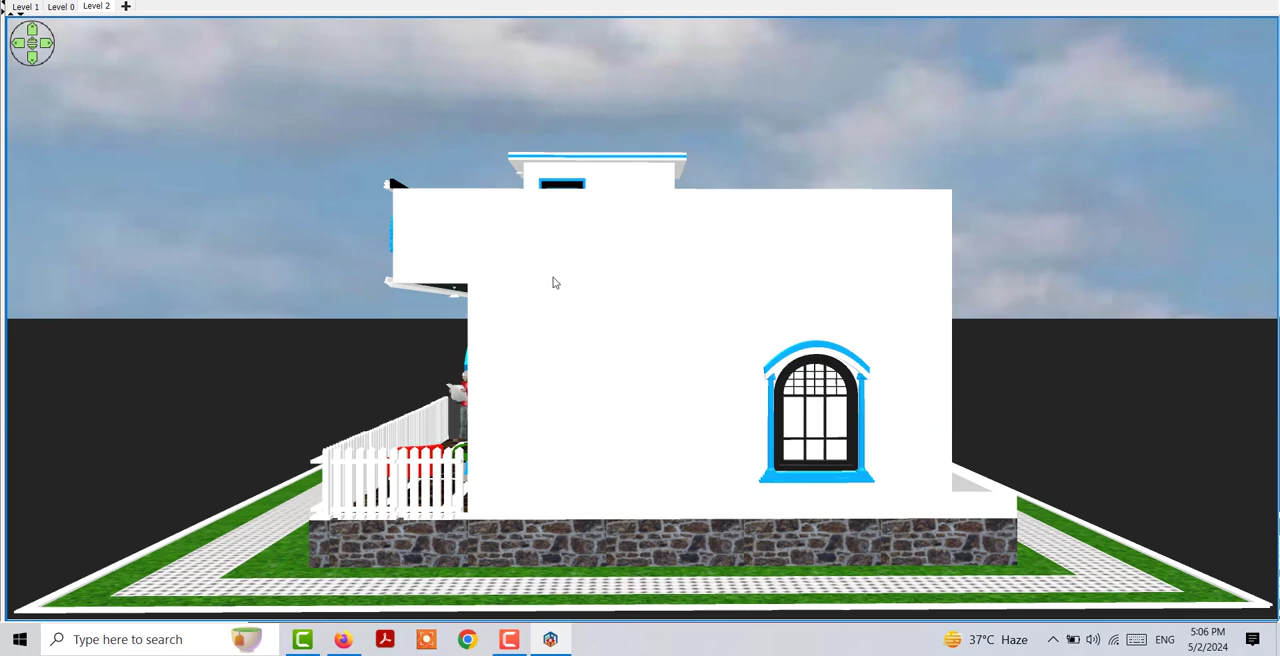 Level 1 Level 0 Level 2
Type here to search
37°C Haze
ENG
5:06 PM
5/2/2024